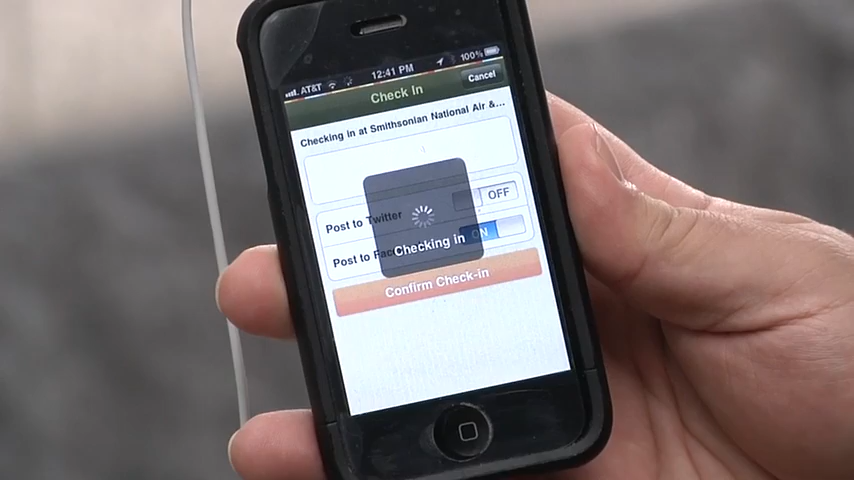 AT&T 12:41 PM 100%
Check In
Cancel
Checking in at Smithsonian National Air &...
Post to Twitter OFF
Checking in ON
Post to Fac
Confirm Check-in